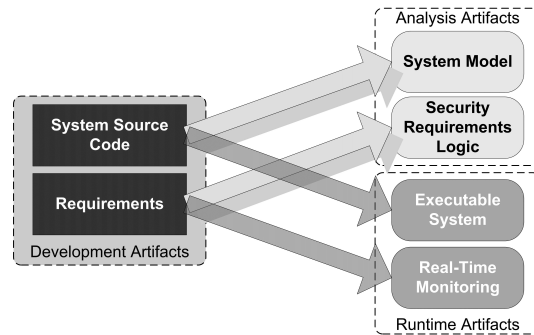 Analysis Artifacts
System Model
Security
Requirements
Logic
System Source
Code
Requirements
Development Artifacts
Executable
System
Real-Time
Monitoring
Runtime Artifacts